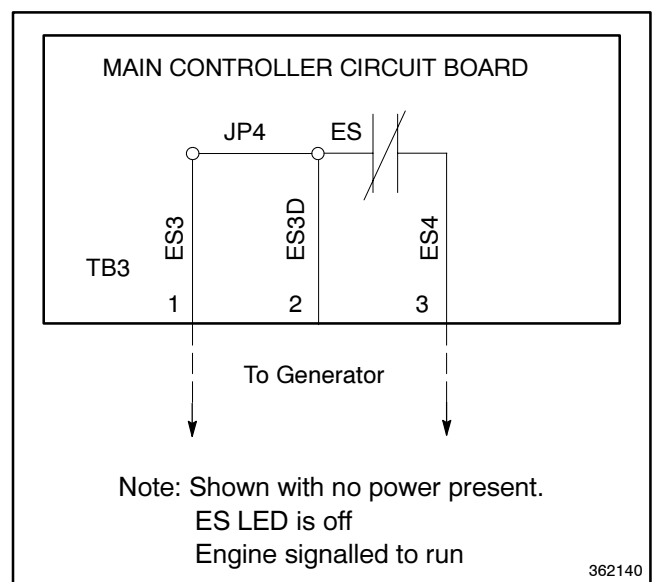 MAIN CONTROLLER CIRCUIT BOARD
JP4 ES
ES3 ES3D ES4
TB3
1 2 3
To Generator
Note: Shown with no power present.
ES LED is off
Engine signalled to run
362140